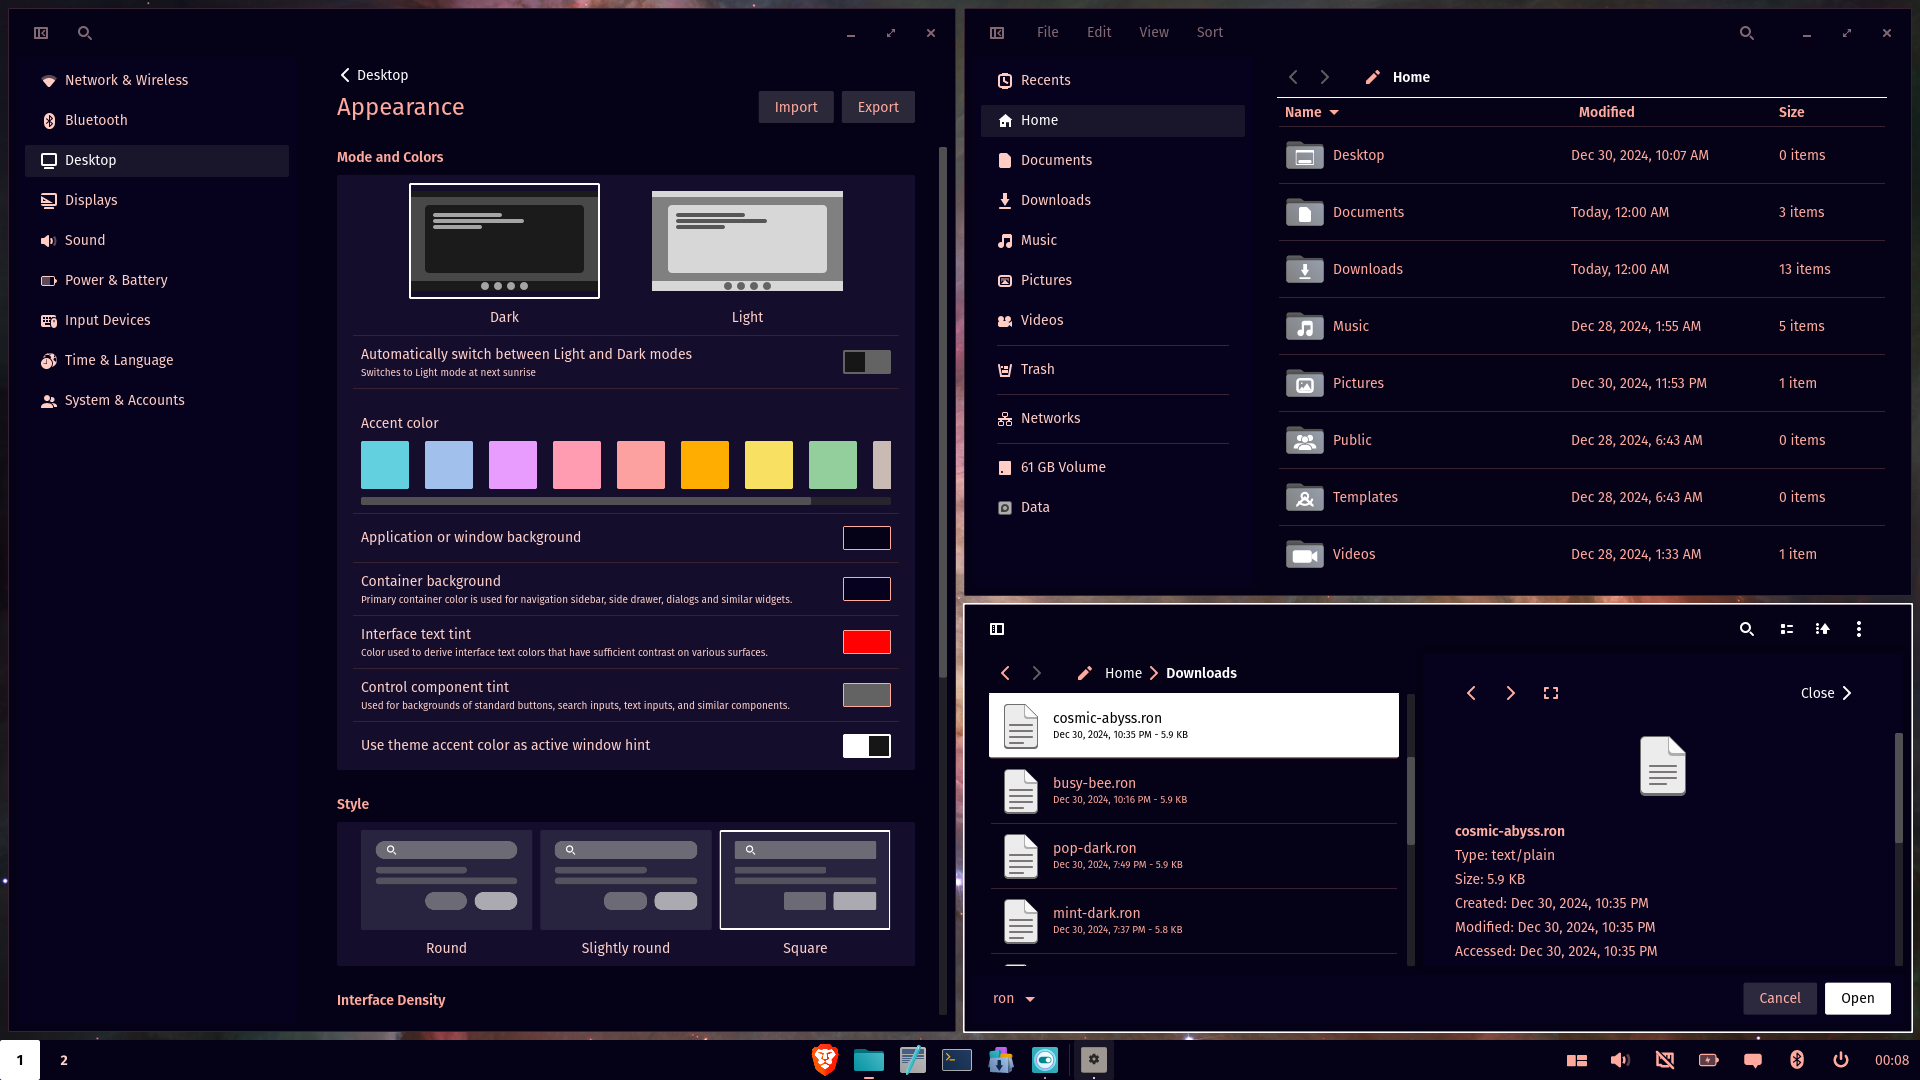 Network & Wireless
Bluetooth
Desktop
Displays
Sound
Power & Battery
Input Devices
Time & Language
System & Accounts
Desktop
Appearance
Import
Export
Mode and Colors
Dark
Light
Automatically switch between Light and Dark modes
Switches to Light mode at next sunrise
Accent color
Application or window background
Container background
Primary container color is used for navigation sidebar, side drawer, dialogs and similar widgets.
Interface text tint
Color used to derive interface text colors that have sufficient contrast on various surfaces.
Control component tint
Used for backgrounds of standard buttons, search inputs, text inputs, and similar components.
Use theme accent color as active window hint
Style
Round
Slightly round
Square
Interface Density
File Edit View Sort
Recents
Home
Documents
Downloads
Music
Pictures
Videos
Trash
Networks
61 GB Volume
Data
Home
Name Modified Size
Desktop Dec 30, 2024, 10:07 AM 0 items
Documents Today, 12:00 AM 3 items
Downloads Today, 12:00 AM 13 items
Music Dec 28, 2024, 1:55 AM 5 items
Pictures Dec 30, 2024, 11:53 PM 1 item
Public Dec 28, 2024, 6:43 AM 0 items
Templates Dec 28, 2024, 6:43 AM 0 items
Videos Dec 28, 2024, 1:33 AM 1 item
Home Downloads
cosmic-abyss.ron
Dec 30, 2024, 10:35 PM - 5.9 KB
busy-bee.ron
Dec 30, 2024, 10:16 PM - 5.9 KB
pop-dark.ron
Dec 30, 2024, 7:49 PM - 5.9 KB
mint-dark.ron
Dec 30, 2024, 7:37 PM - 5.8 KB
Close
cosmic-abyss.ron
Type: text/plain
Size: 5.9 KB
Created: Dec 30, 2024, 10:35 PM
Modified: Dec 30, 2024, 10:35 PM
Accessed: Dec 30, 2024, 10:35 PM
ron
Cancel
Open
1 2
00:08